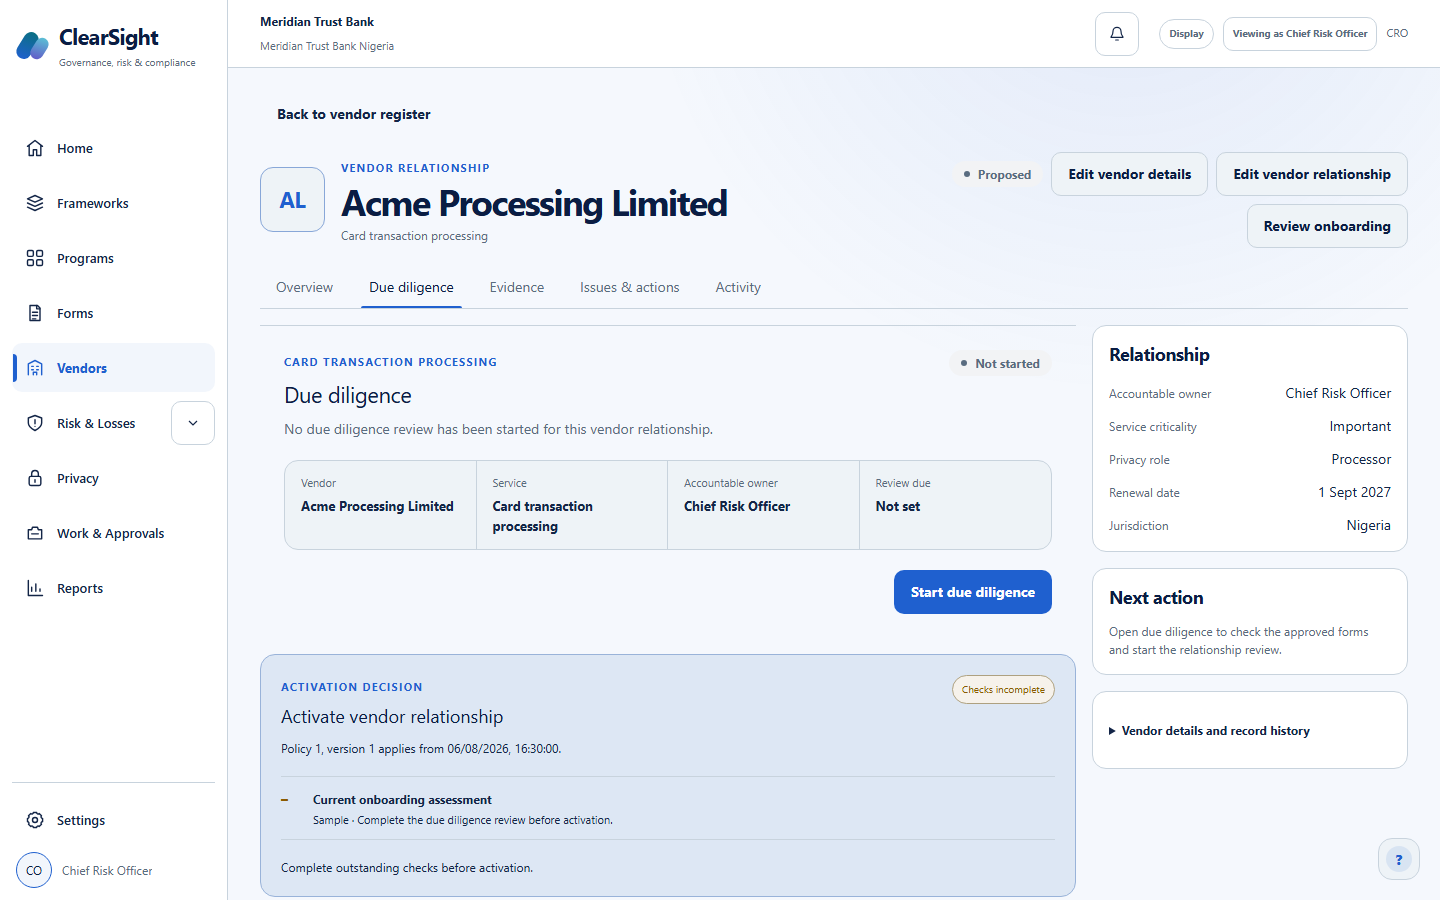 ClearSight
Governance, risk & compliance
Home
Frameworks
Programs
Forms
Vendors
Risk & Losses
Privacy
Work & Approvals
Reports
Settings
CO
Chief Risk Officer
Meridian Trust Bank
Meridian Trust Bank Nigeria
Display
Viewing as Chief Risk Officer
CRO
Back to vendor register
AL
VENDOR RELATIONSHIP
Acme Processing Limited
Card transaction processing
Proposed
Edit vendor details
Edit vendor relationship
Review onboarding
Overview
Due diligence
Evidence
Issues & actions
Activity
CARD TRANSACTION PROCESSING
Not started
Due diligence
No due diligence review has been started for this vendor relationship.
Vendor
Acme Processing Limited
Service
Card transaction
processing
Accountable owner
Chief Risk Officer
Review due
Not set
Start due diligence
ACTIVATION DECISION
Checks incomplete
Activate vendor relationship
Policy 1, version 1 applies from 06/08/2026, 16:30:00.
Current onboarding assessment
Sample · Complete the due diligence review before activation.
Complete outstanding checks before activation.
Relationship
Accountable owner
Chief Risk Officer
Service criticality
Important
Privacy role
Processor
Renewal date
1 Sept 2027
Jurisdiction
Nigeria
Next action
Open due diligence to check the approved forms
and start the relationship review.
Vendor details and record history
?